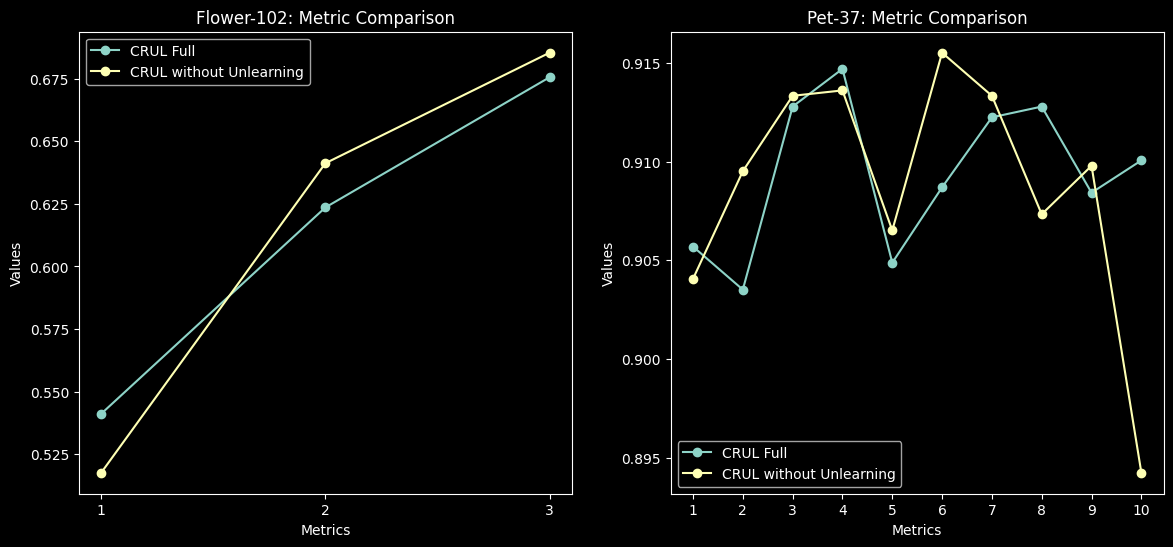 Flower-102: Metric Comparison
CRUL Full
CRUL without Unlearning
0.675
0.650
0.625
0.600
0.575
0.550
0.525
Values
1 2 3
Metrics
Pet-37: Metric Comparison
0.915
0.910
0.905
0.900
0.895
Values
CRUL Full
CRUL without Unlearning
1 2 3 4 5 6 7 8 9 10
Metrics